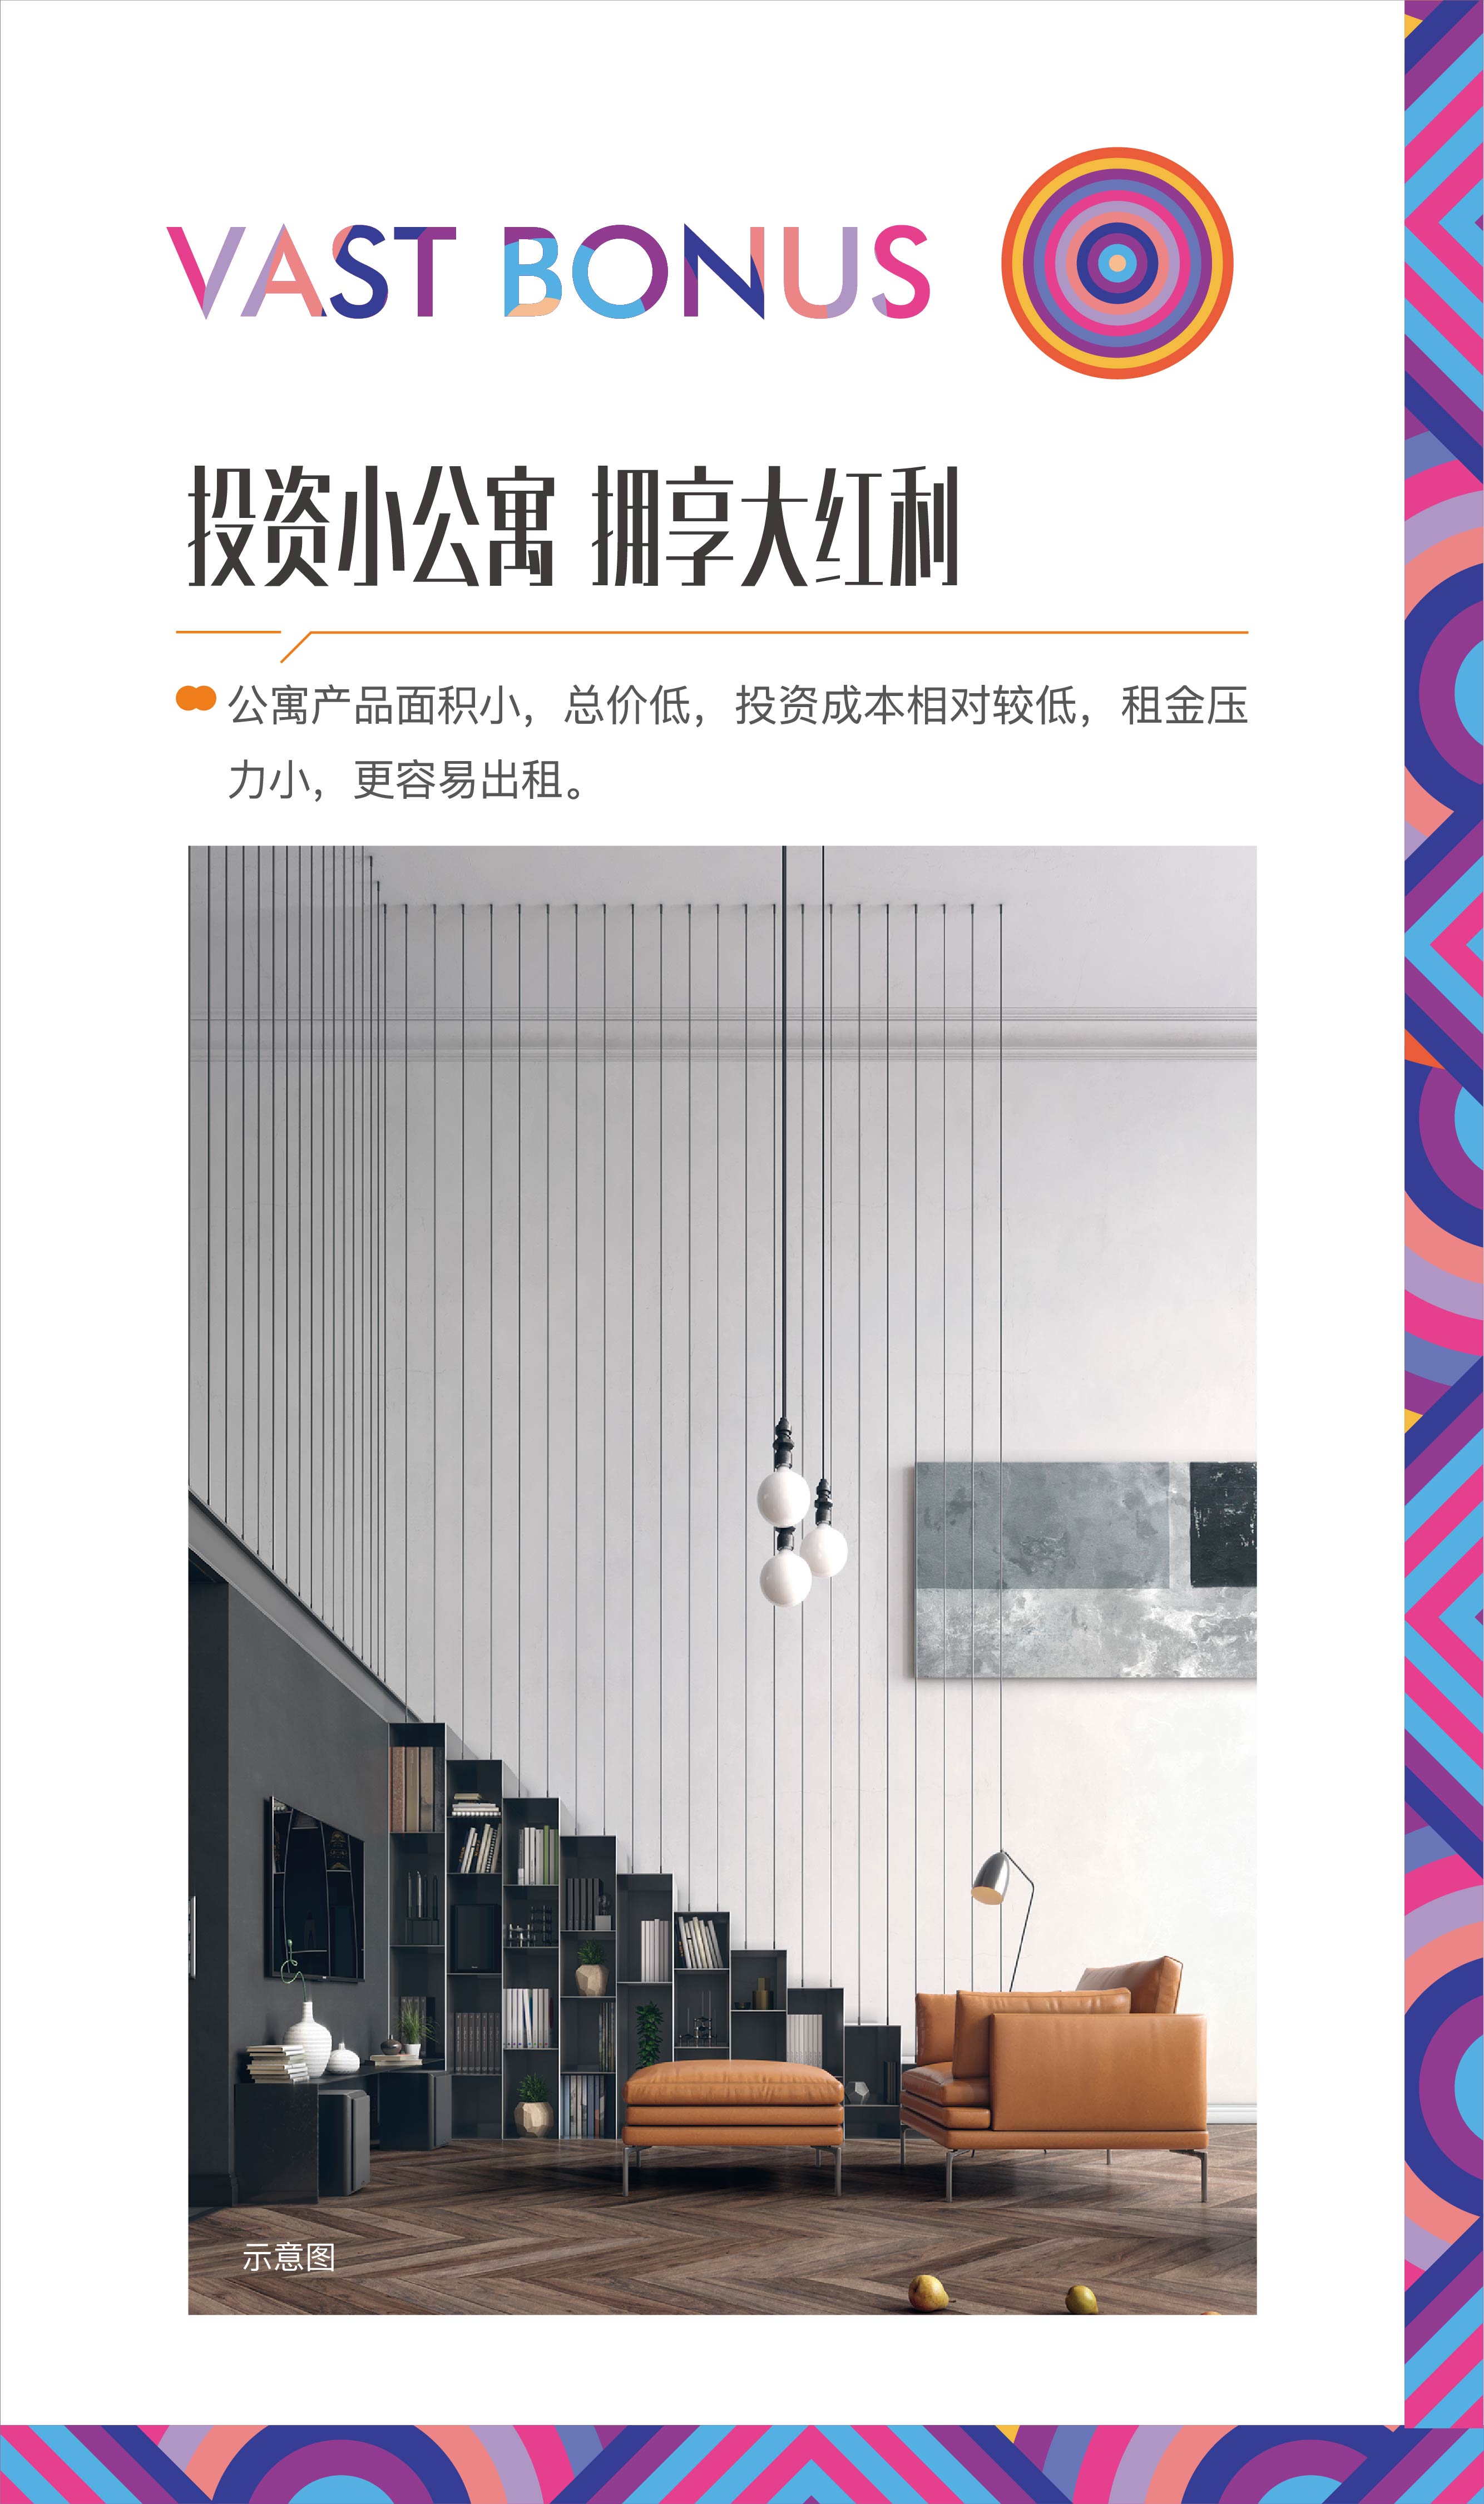 VAST BONUS
投资小公寓 拥享大红利
公寓产品面积小，总价低，投资成本相对较低，租金压
力小，更容易出租。
示意图